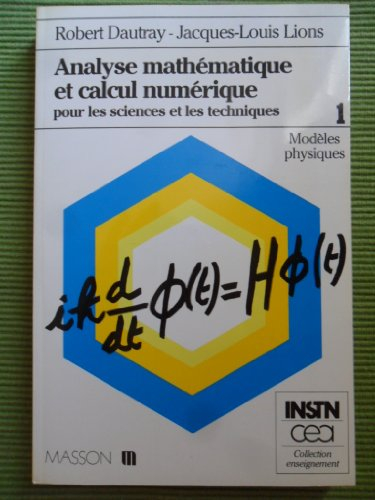 Robert Dautray - Jacques-Louis Lions
Analyse mathématique
et calcul numérique
pour les sciences et les techniques
1
Modèles
physiques
iℏ d/dt ϕ(t) = Hϕ(t)
INSTN
cea
Collection
enseignement
MASSON m